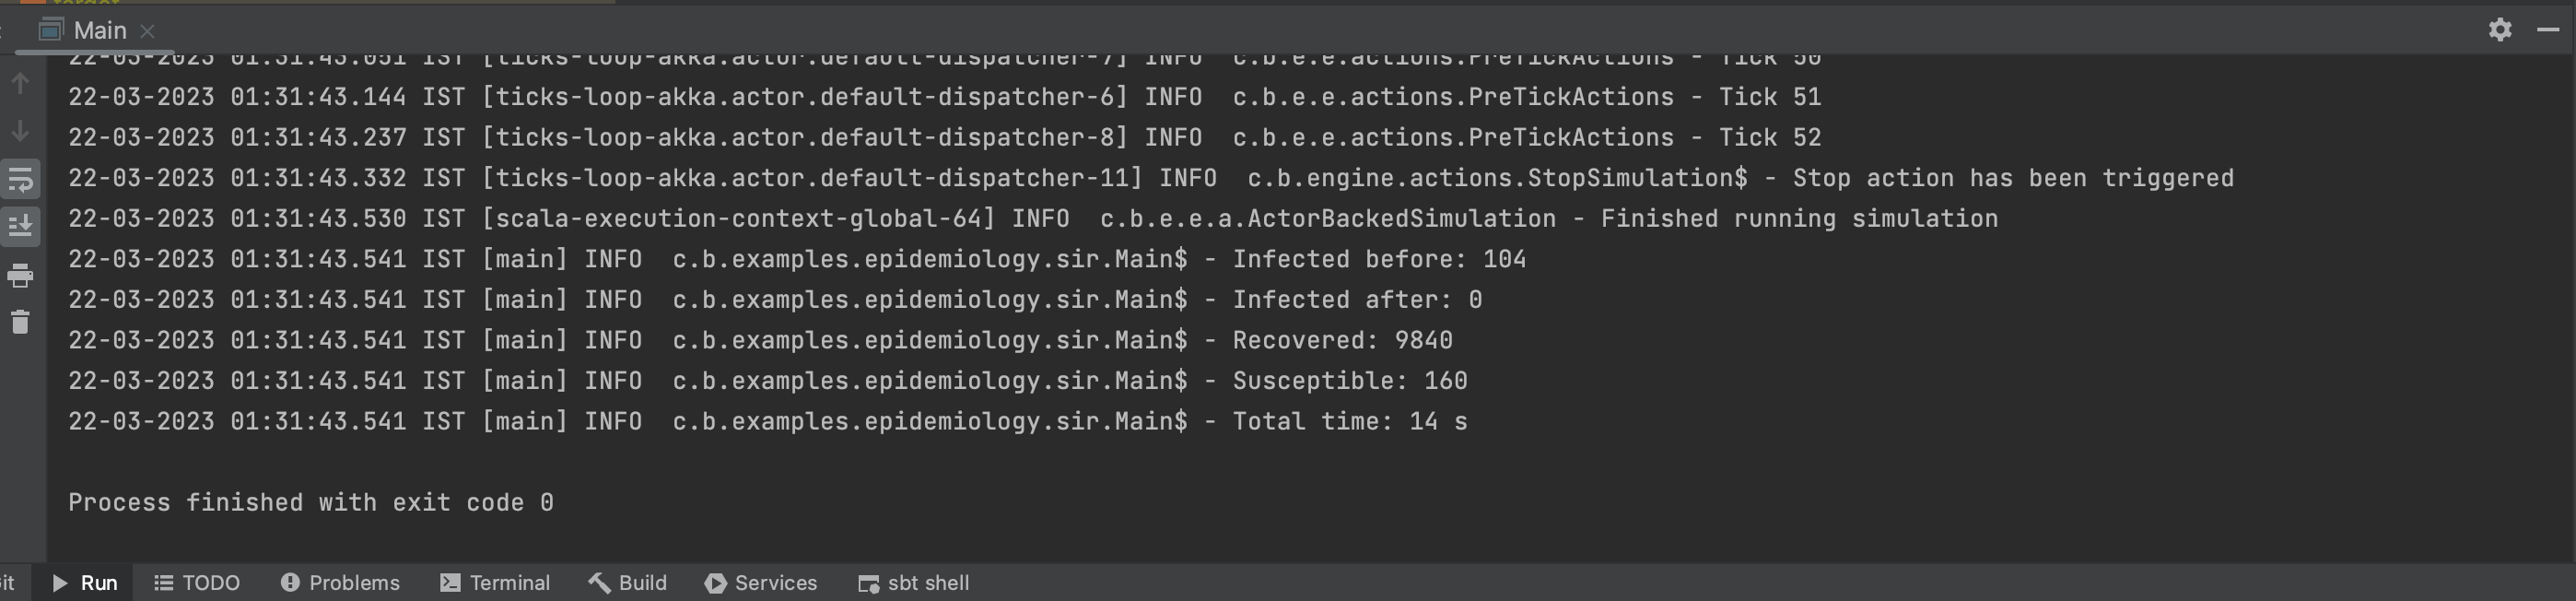 target
Main
22-03-2023 01:31:43.051 IST [ticks-loop-akka.actor.default-dispatcher-7] INFO  c.b.e.e.actions.PreTickActions - Tick 50
22-03-2023 01:31:43.144 IST [ticks-loop-akka.actor.default-dispatcher-6] INFO  c.b.e.e.actions.PreTickActions - Tick 51
22-03-2023 01:31:43.237 IST [ticks-loop-akka.actor.default-dispatcher-8] INFO  c.b.e.e.actions.PreTickActions - Tick 52
22-03-2023 01:31:43.332 IST [ticks-loop-akka.actor.default-dispatcher-11] INFO  c.b.engine.actions.StopSimulation$ - Stop action has been triggered
22-03-2023 01:31:43.530 IST [scala-execution-context-global-64] INFO  c.b.e.e.a.ActorBackedSimulation - Finished running simulation
22-03-2023 01:31:43.541 IST [main] INFO  c.b.examples.epidemiology.sir.Main$ - Infected before: 104
22-03-2023 01:31:43.541 IST [main] INFO  c.b.examples.epidemiology.sir.Main$ - Infected after: 0
22-03-2023 01:31:43.541 IST [main] INFO  c.b.examples.epidemiology.sir.Main$ - Recovered: 9840
22-03-2023 01:31:43.541 IST [main] INFO  c.b.examples.epidemiology.sir.Main$ - Susceptible: 160
22-03-2023 01:31:43.541 IST [main] INFO  c.b.examples.epidemiology.sir.Main$ - Total time: 14 s
Process finished with exit code 0
it Run TODO Problems Terminal Build Services sbt shell